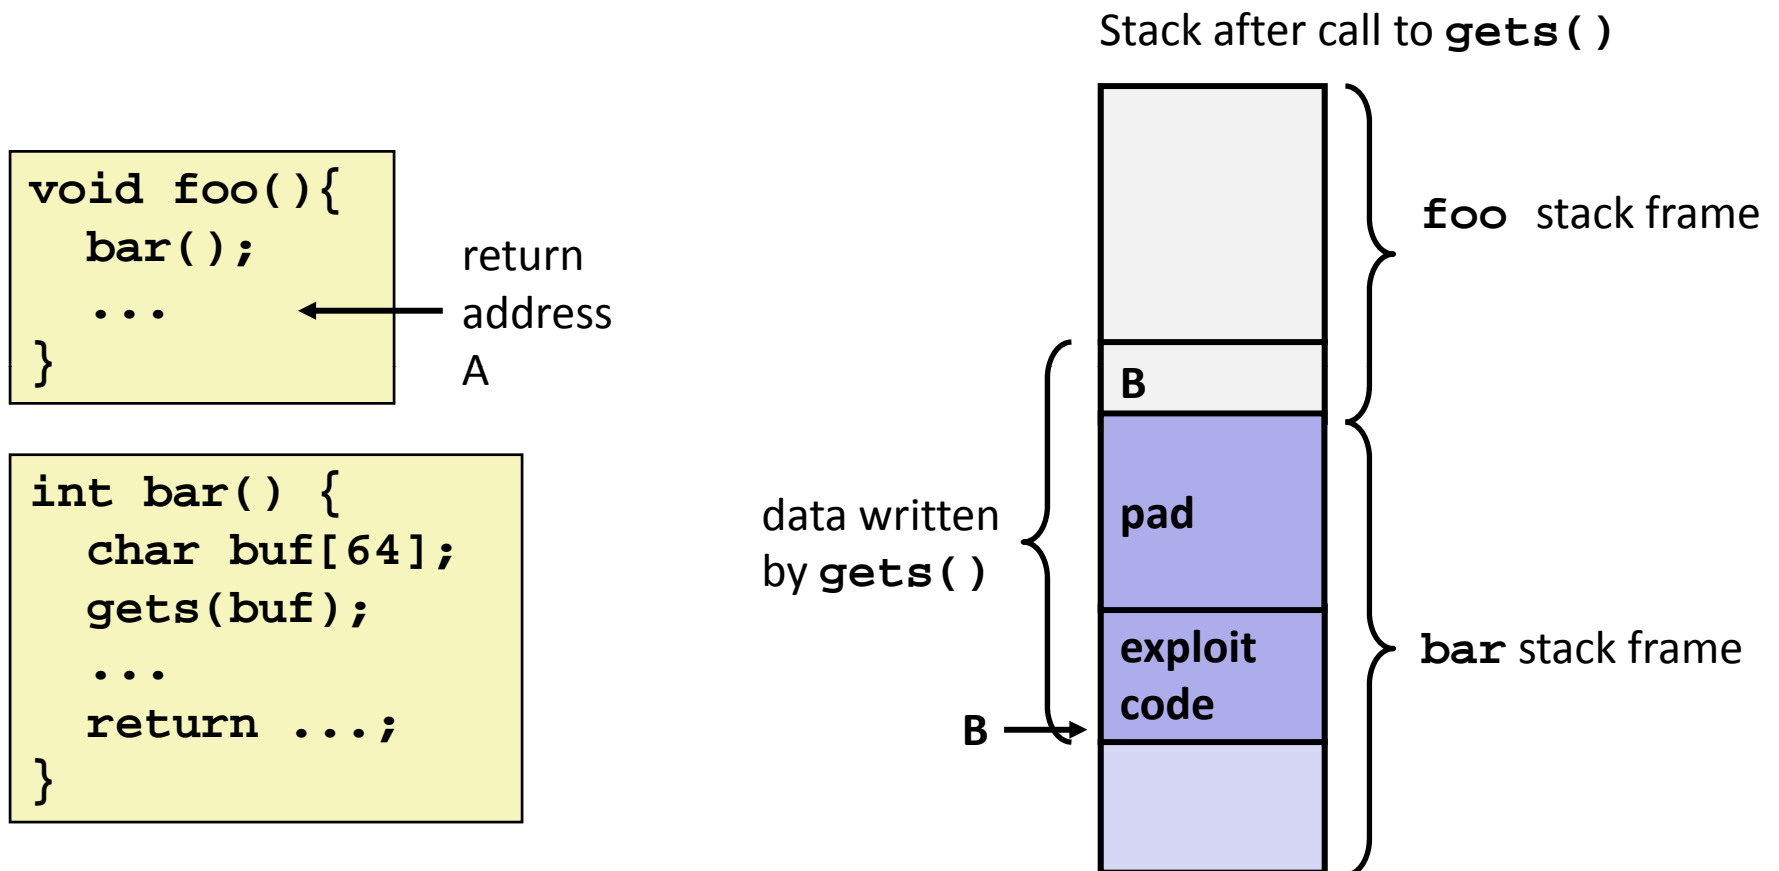 Stack after call to gets()
void foo(){
  bar();
  ...
}
return
address
A
int bar() {
  char buf[64];
  gets(buf);
  ...
  return ...;
}
data written
by gets()
B
B
pad
exploit
code
foo stack frame
bar stack frame